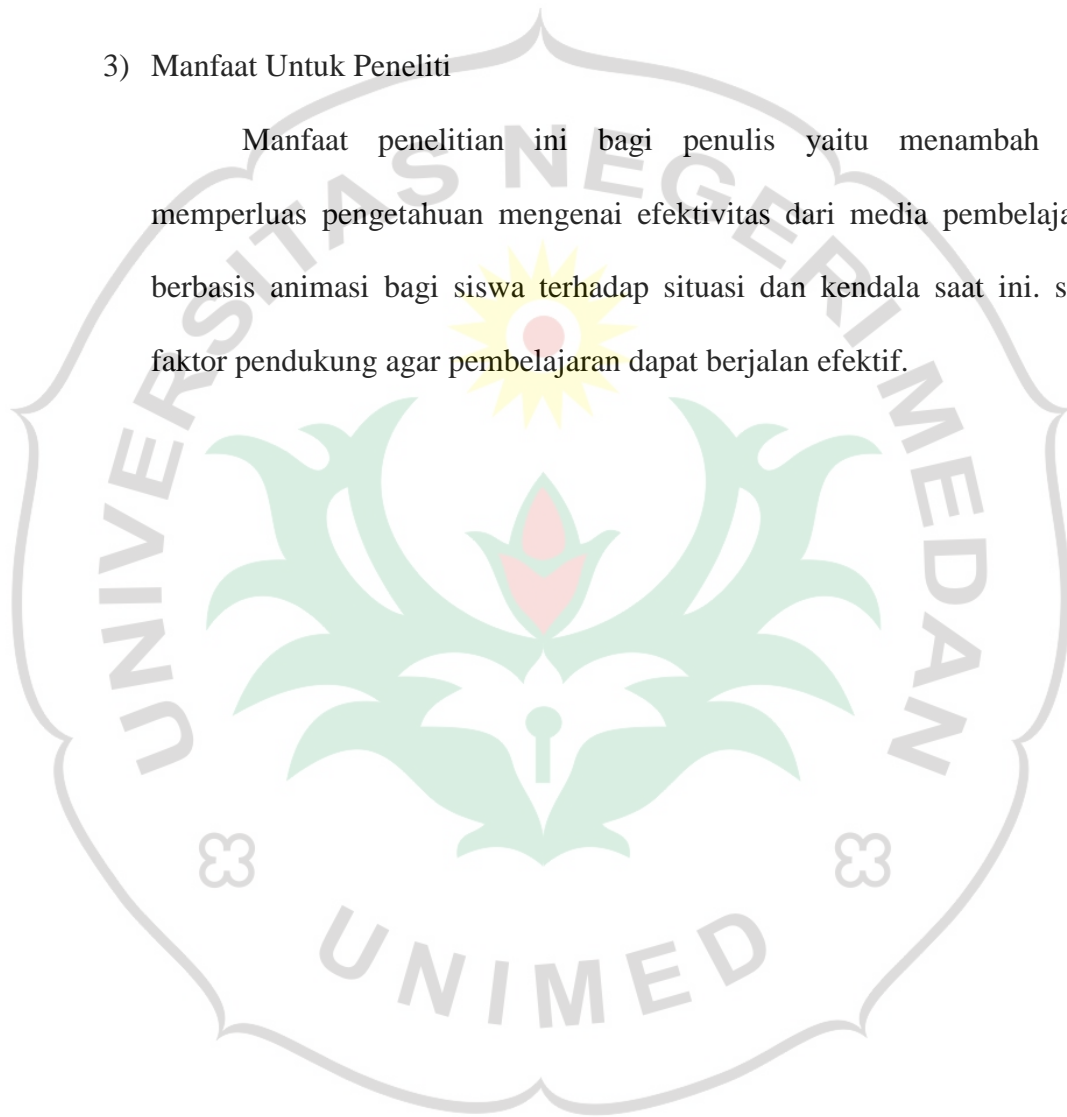 3) Manfaat Untuk Peneliti
Manfaat penelitian ini bagi penulis yaitu menambah
memperluas pengetahuan mengenai efektivitas dari media
berbasis animasi bagi siswa terhadap situasi dan kendala saat ini.
faktor pendukung agar pembelajaran dapat berjalan efektif.
UNIVERSITAS NEGERI MEDAN
UNIMED